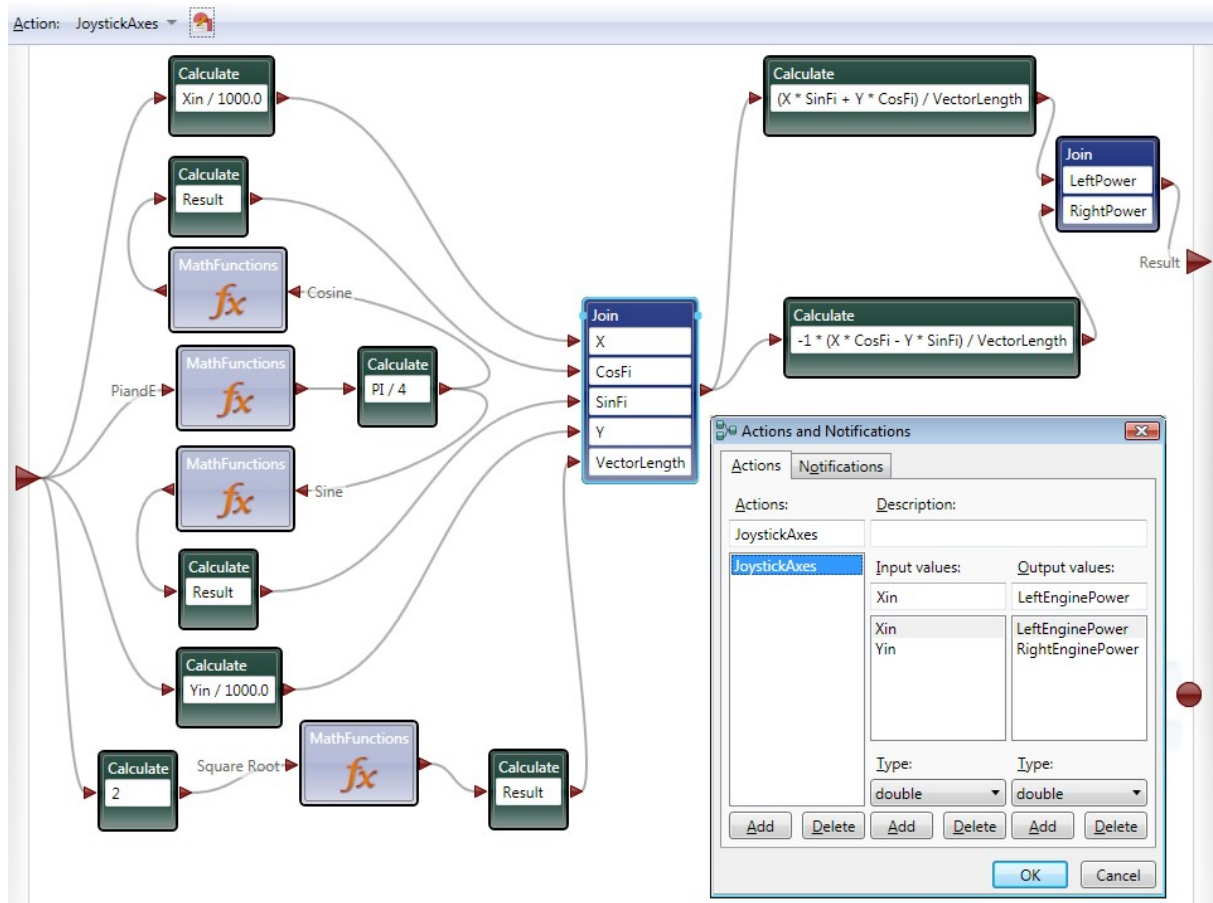 Action: JoystickAxes
Calculate
Xin / 1000.0
Calculate
Result
MathFunctions
fx
Cosine
MathFunctions
fx
PiandE
Calculate
PI / 4
MathFunctions
fx
Sine
Calculate
Result
Calculate
Yin / 1000.0
Calculate
2
Square Root
MathFunctions
fx
Calculate
Result
Join
X
CosFi
SinFi
Y
VectorLength
Calculate
(X * SinFi + Y * CosFi) / VectorLength
Calculate
-1 * (X * CosFi - Y * SinFi) / VectorLength
Join
LeftPower
RightPower
Result
Actions and Notifications
Actions Notifications
Actions: Description:
JoystickAxes
JoystickAxes
Input values: Output values:
Xin LeftEnginePower
Xin LeftEnginePower
Yin RightEnginePower
Type: Type:
double double
Add Delete Add Delete Add Delete
OK Cancel